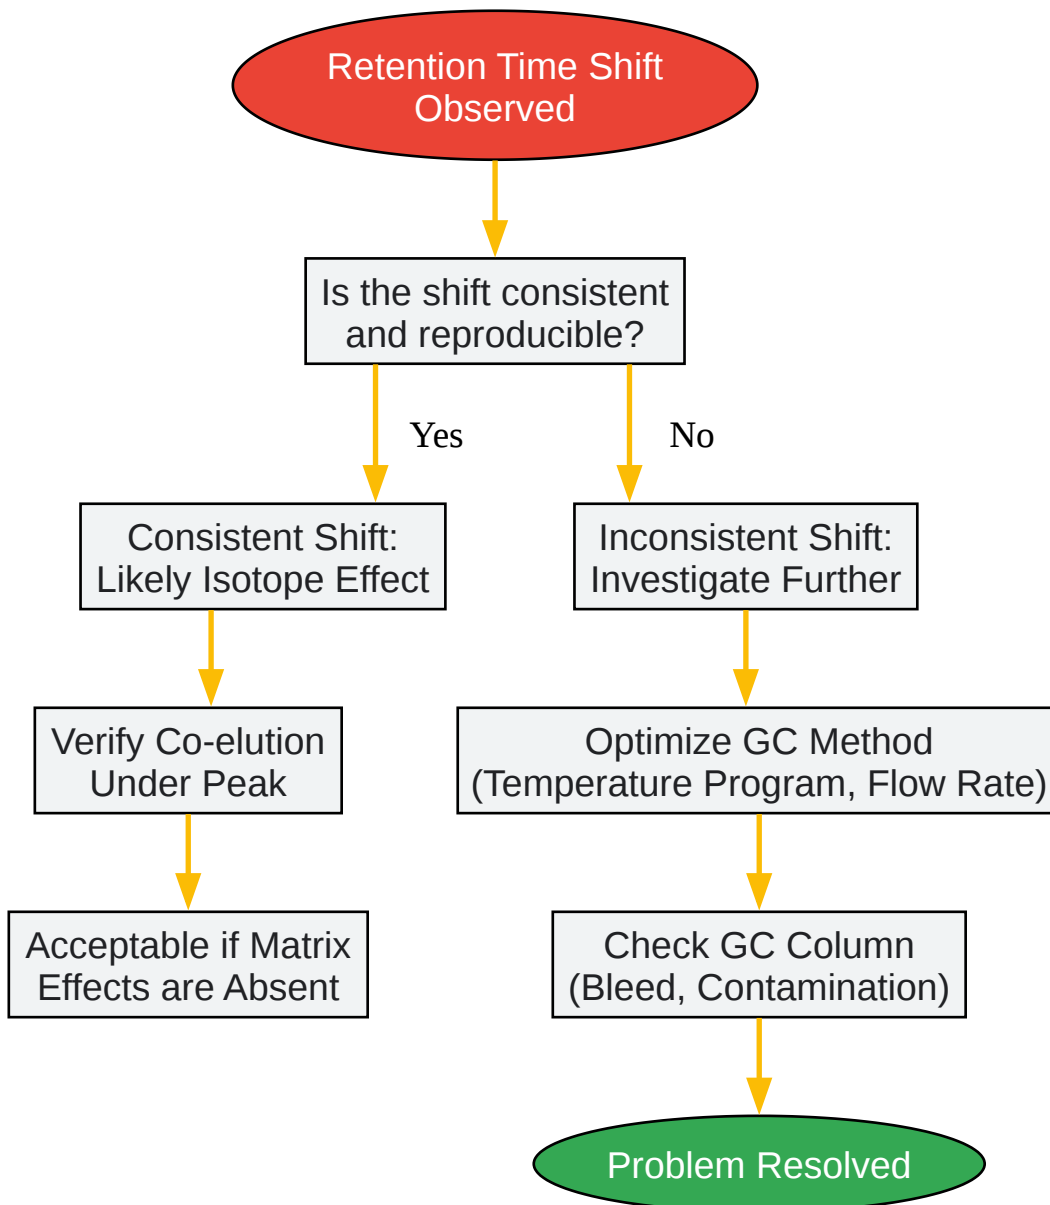 Retention Time Shift
Observed
Is the shift consistent
and reproducible?
Yes
No
Consistent Shift:
Likely Isotope Effect
Inconsistent Shift:
Investigate Further
Verify Co-elution
Under Peak
Optimize GC Method
(Temperature Program, Flow Rate)
Acceptable if Matrix
Effects are Absent
Check GC Column
(Bleed, Contamination)
Problem Resolved